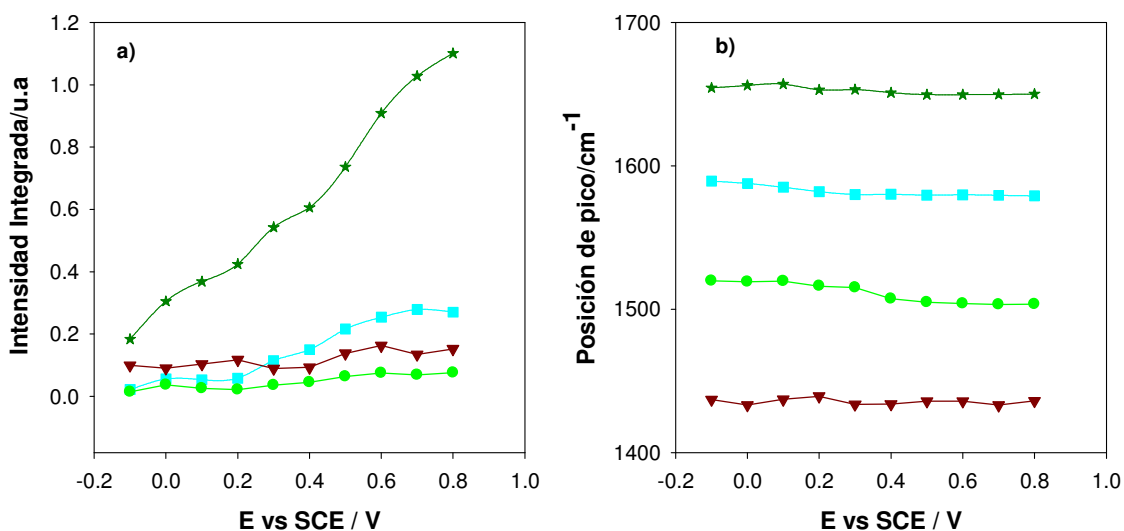 a)
Intensidad Integrada/u.a
1.2
1.0
0.8
0.6
0.4
0.2
0.0
-0.2 0.0 0.2 0.4 0.6 0.8 1.0
E vs SCE / V
b)
Posición de pico/cm-1
1700
1600
1500
1400
-0.2 0.0 0.2 0.4 0.6 0.8 1.0
E vs SCE / V